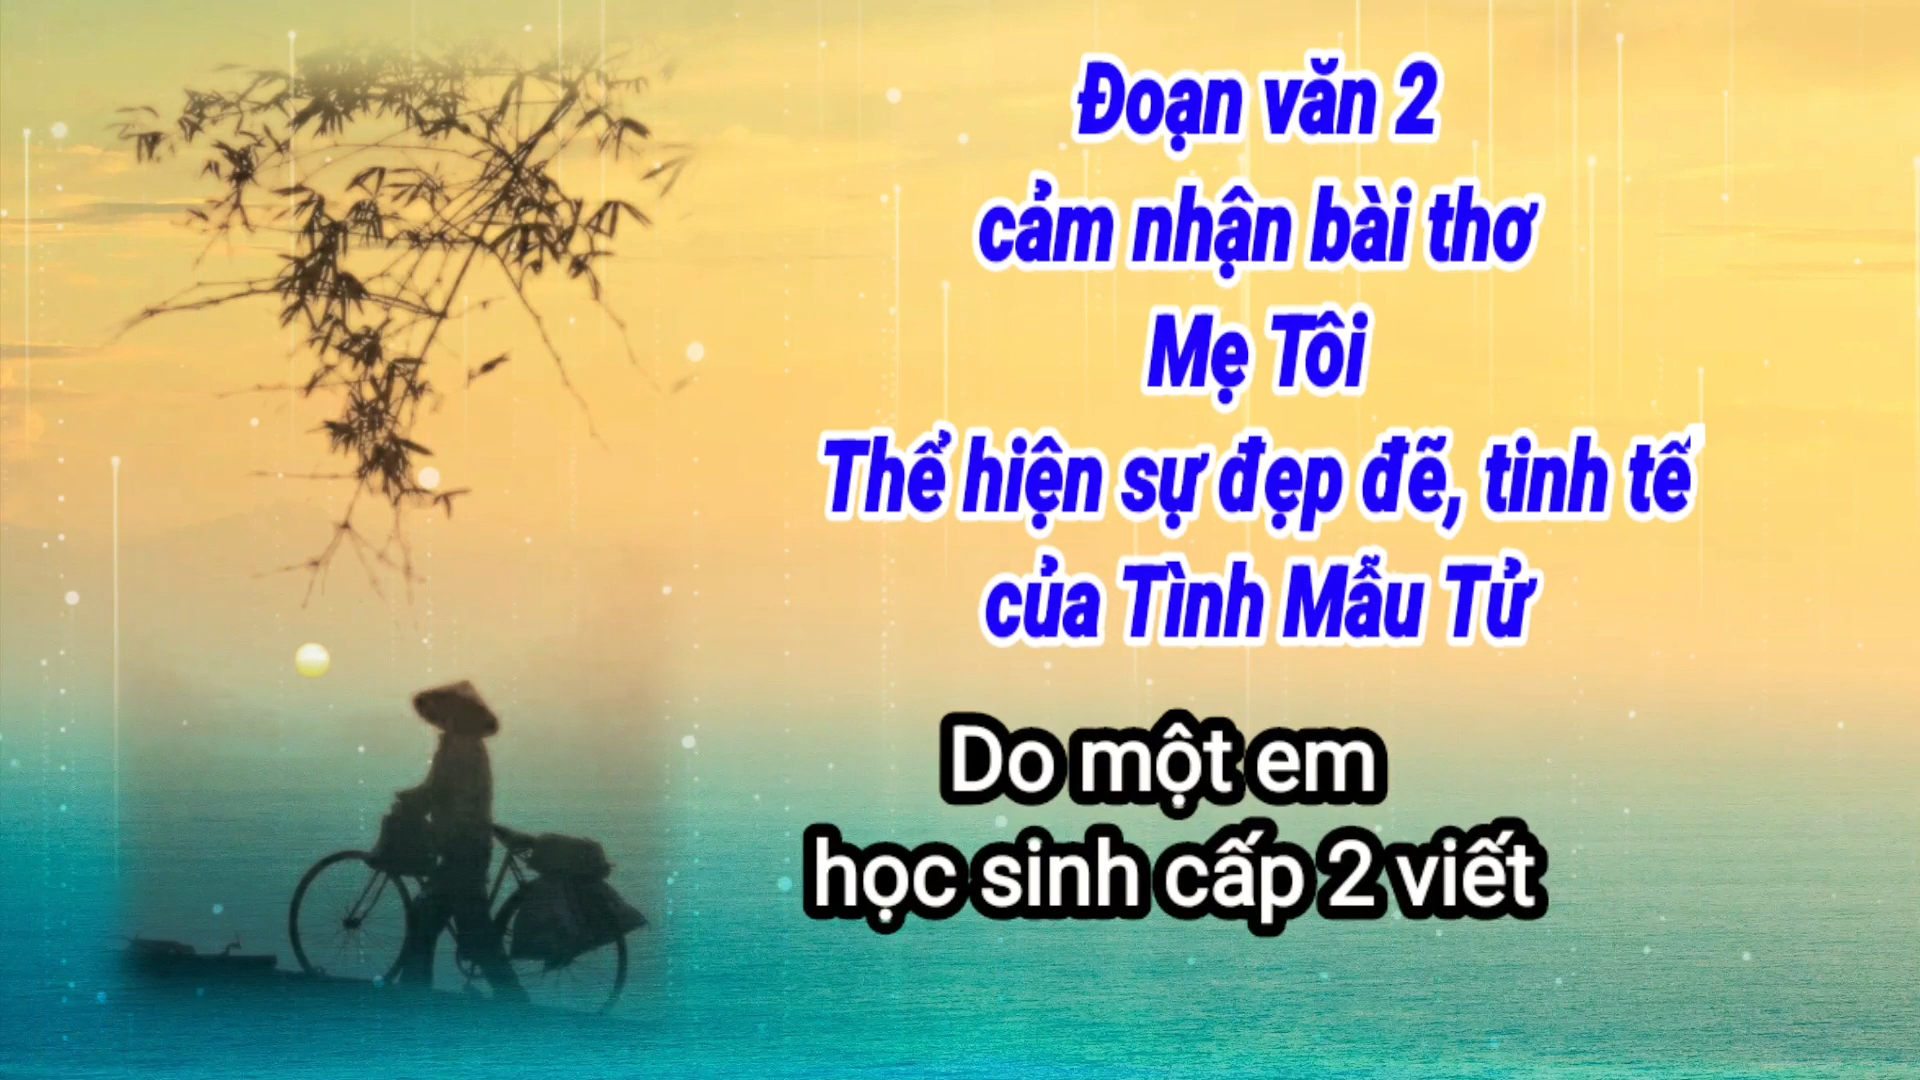 Đoạn văn 2
cảm nhận bài thơ
Mẹ Tôi
Thể hiện sự đẹp đẽ, tinh tế
của Tình Mẫu Tử
Do một em
học sinh cấp 2 viết